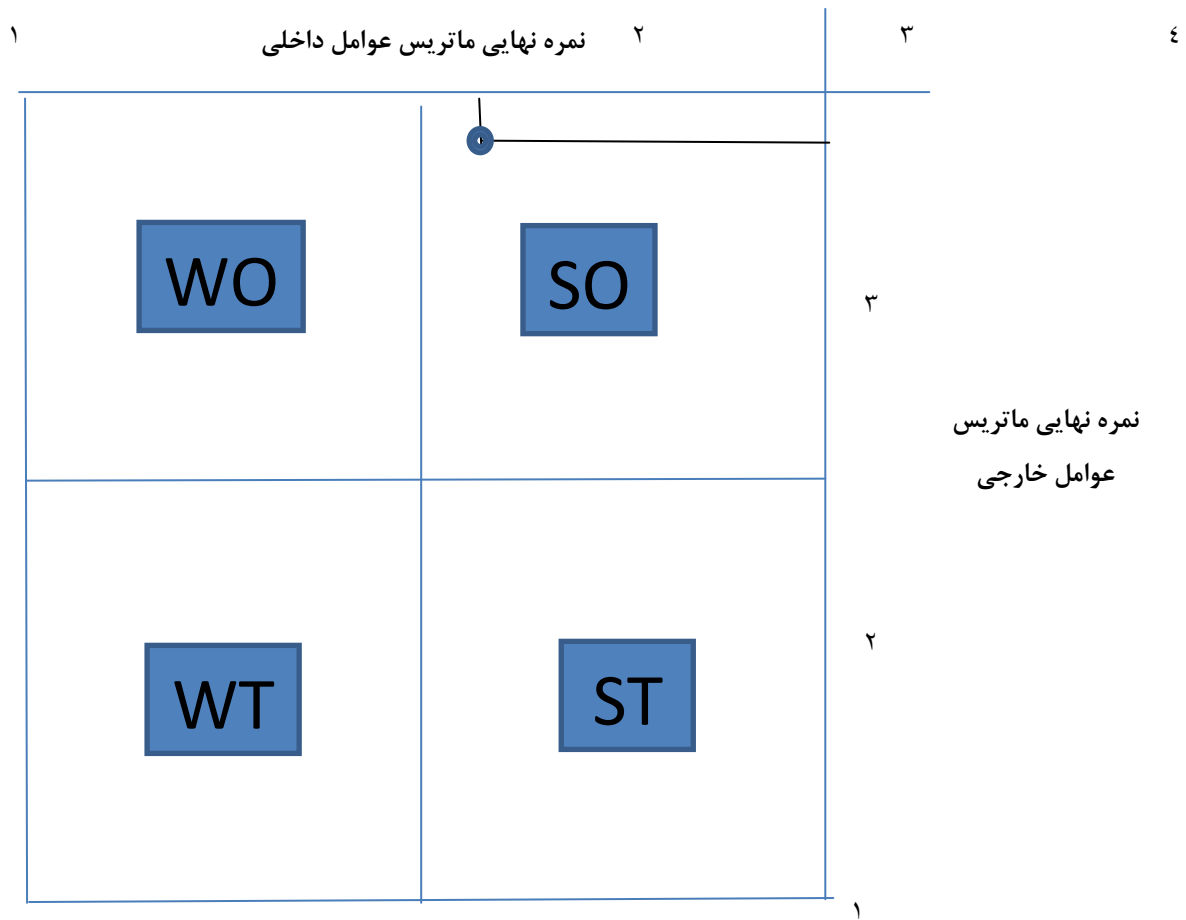 ۴ ۳ ۲ نمره نهایی ماتریس عوامل داخلی ۱
WO SO
۳
نمره نهایی ماتریس
عوامل خارجی
۲
WT ST
۱